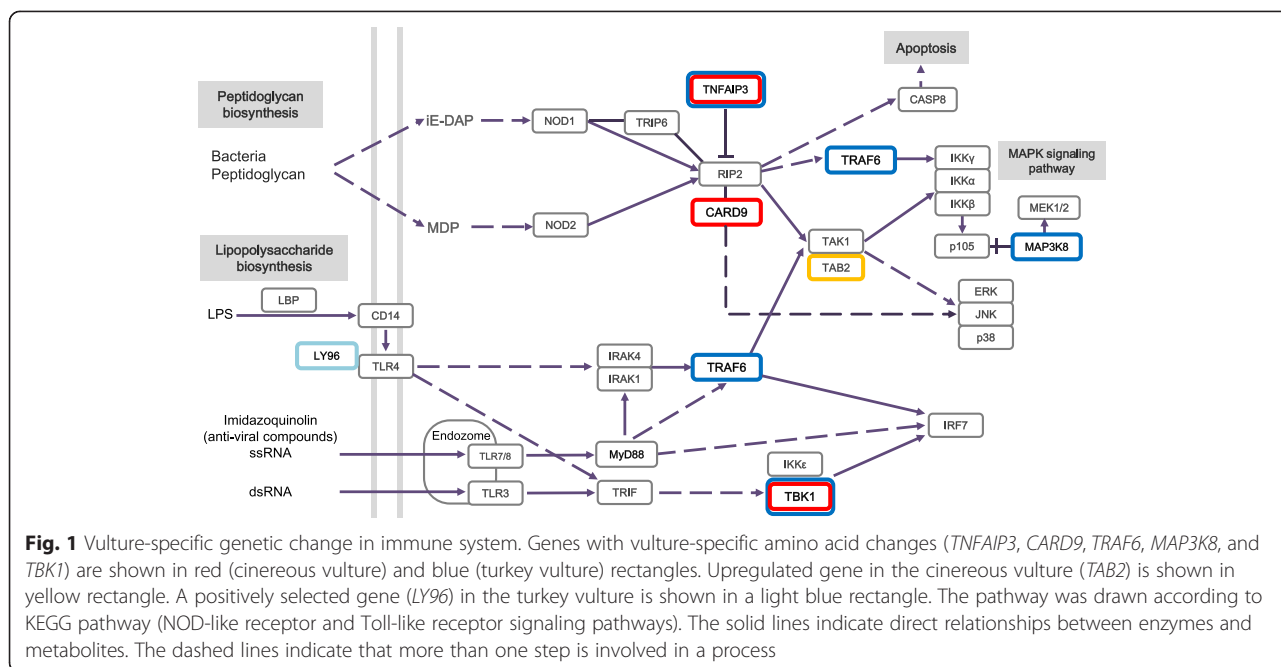 Apoptosis
TNFAIP3
CASP8
Peptidoglycan
biosynthesis
iE-DAP
NOD1
TRIP6
Bacteria
Peptidoglycan
TRAF6
IKKγ
IKKα
IKKβ
MAPK signaling
pathway
RIP2
CARD9
MEK1/2
MDP
NOD2
TAK1
TAB2
p105
MAP3K8
Lipopolysaccharide
biosynthesis
LBP
LPS
CD14
ERK
JNK
p38
LY96
TLR4
IRAK4
IRAK1
TRAF6
Imidazoquinolin
(anti-viral compounds)
ssRNA
Endozome
TLR7/8
MyD88
IRF7
IKKε
dsRNA
TLR3
TRIF
TBK1
Fig. 1 Vulture-specific genetic change in immune system. Genes with vulture-specific amino acid changes (TNFAIP3, CARD9, TRAF6, MAP3K8, and
TBK1) are shown in red (cinereous vulture) and blue (turkey vulture) rectangles. Upregulated gene in the cinereous vulture (TAB2) is shown in
yellow rectangle. A positively selected gene (LY96) in the turkey vulture is shown in a light blue rectangle. The pathway was drawn according to
KEGG pathway (NOD-like receptor and Toll-like receptor signaling pathways). The solid lines indicate direct relationships between enzymes and
metabolites. The dashed lines indicate that more than one step is involved in a process